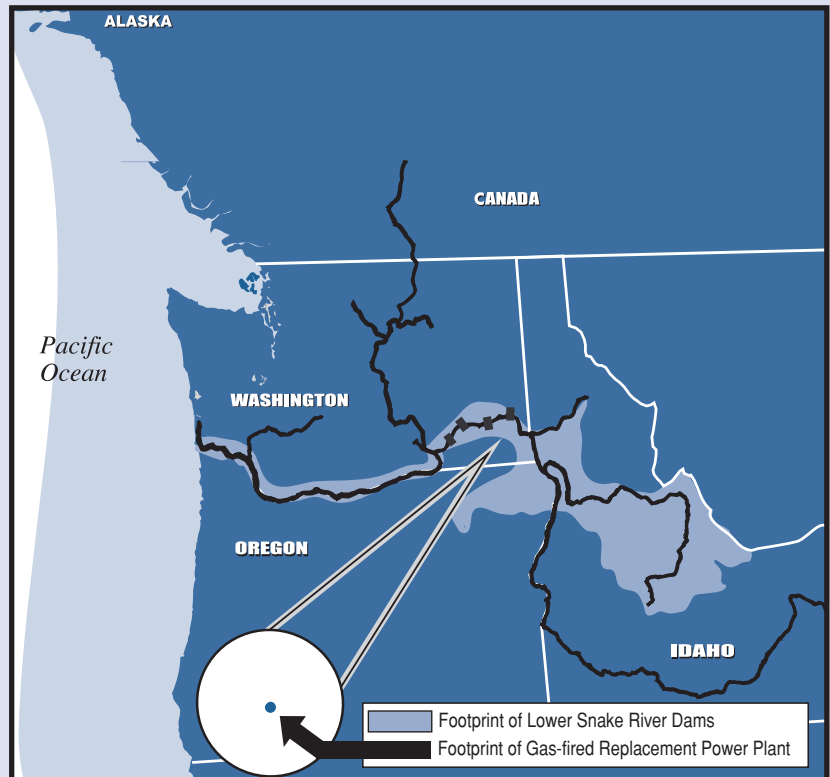 ALASKA
CANADA
Pacific
Ocean
WASHINGTON
OREGON
IDAHO
Footprint of Lower Snake River Dams
Footprint of Gas-fired Replacement Power Plant